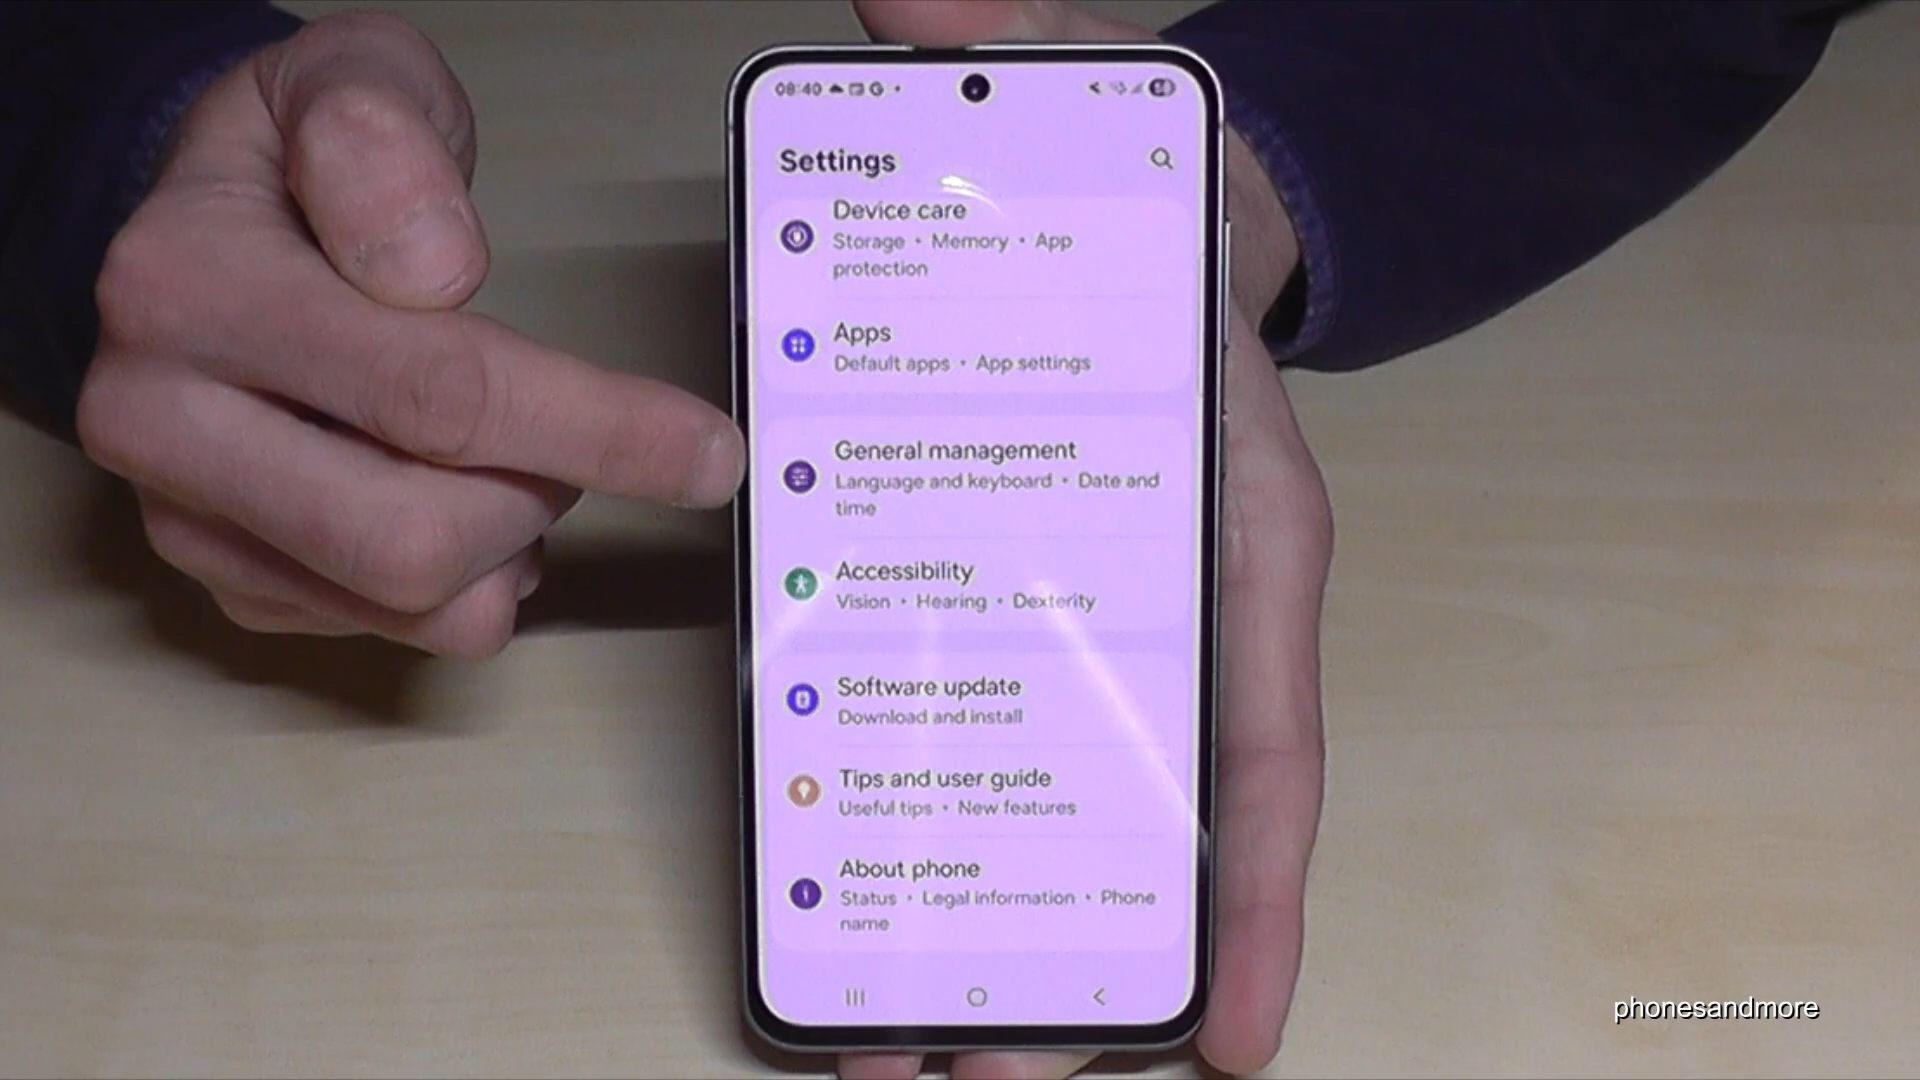 08:40
Settings
Device care
Storage • Memory • App
protection
Apps
Default apps • App settings
General management
Language and keyboard • Date and
time
Accessibility
Vision • Hearing • Dexterity
Software update
Download and install
Tips and user guide
Useful tips • New features
About phone
Status • Legal information • Phone
name
phonesandmore